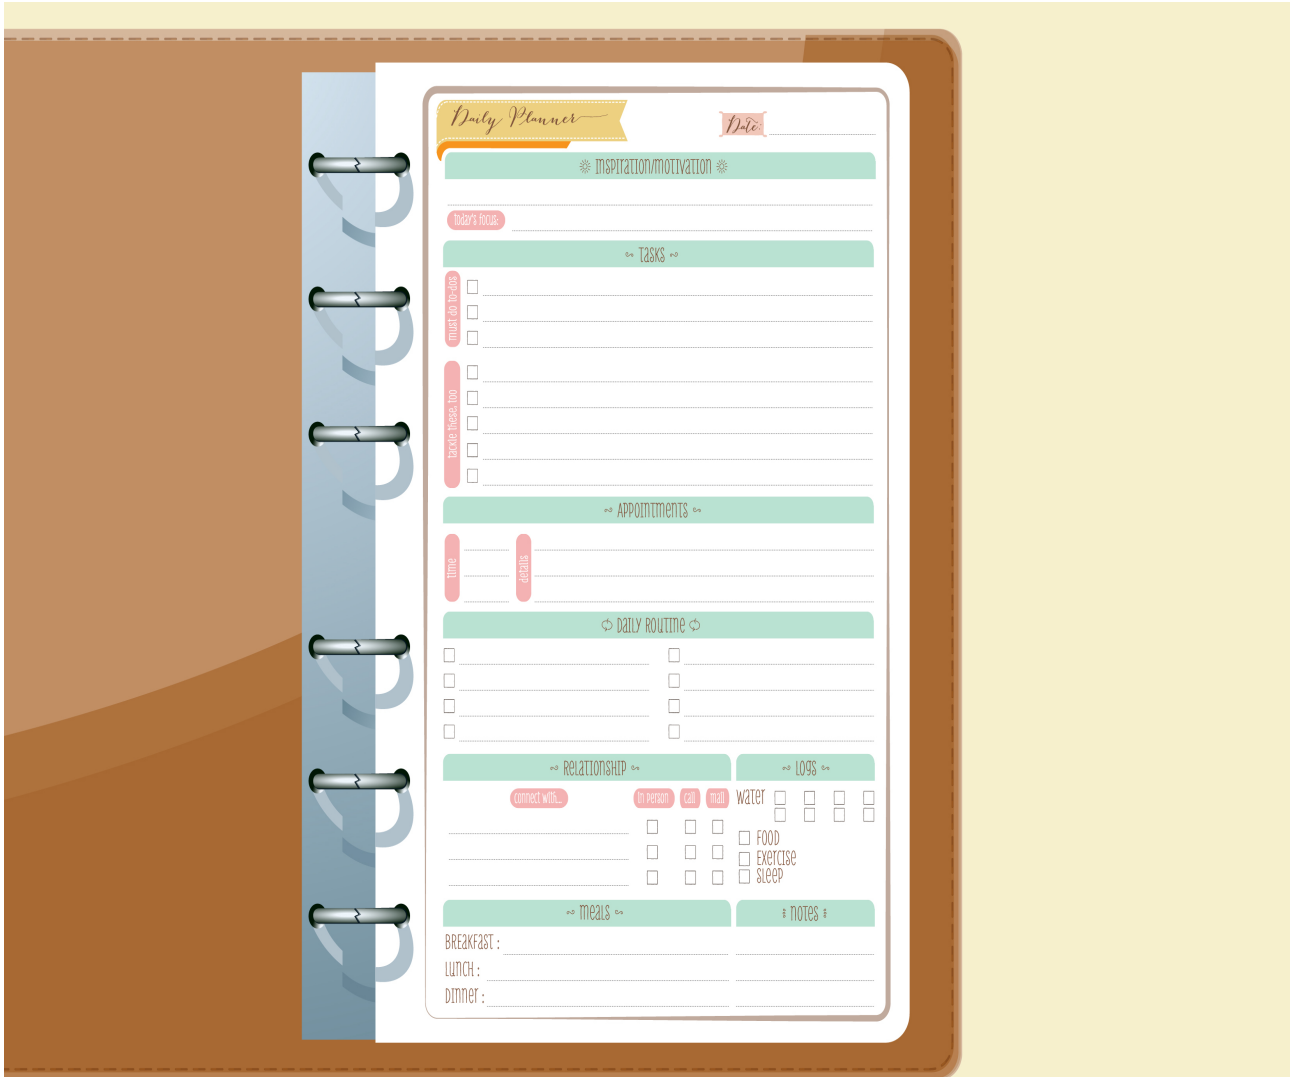 Daily Planner
Date:
Inspiration/Motivation
today's focus:
Tasks
must do to-dos
tackle these, too
Appointments
time
details
Daily Routine
Relationship
Logs
connect with...
in person
call
mail
Water
Food
Exercise
Sleep
Meals
Notes
Breakfast :
Lunch :
Dinner :